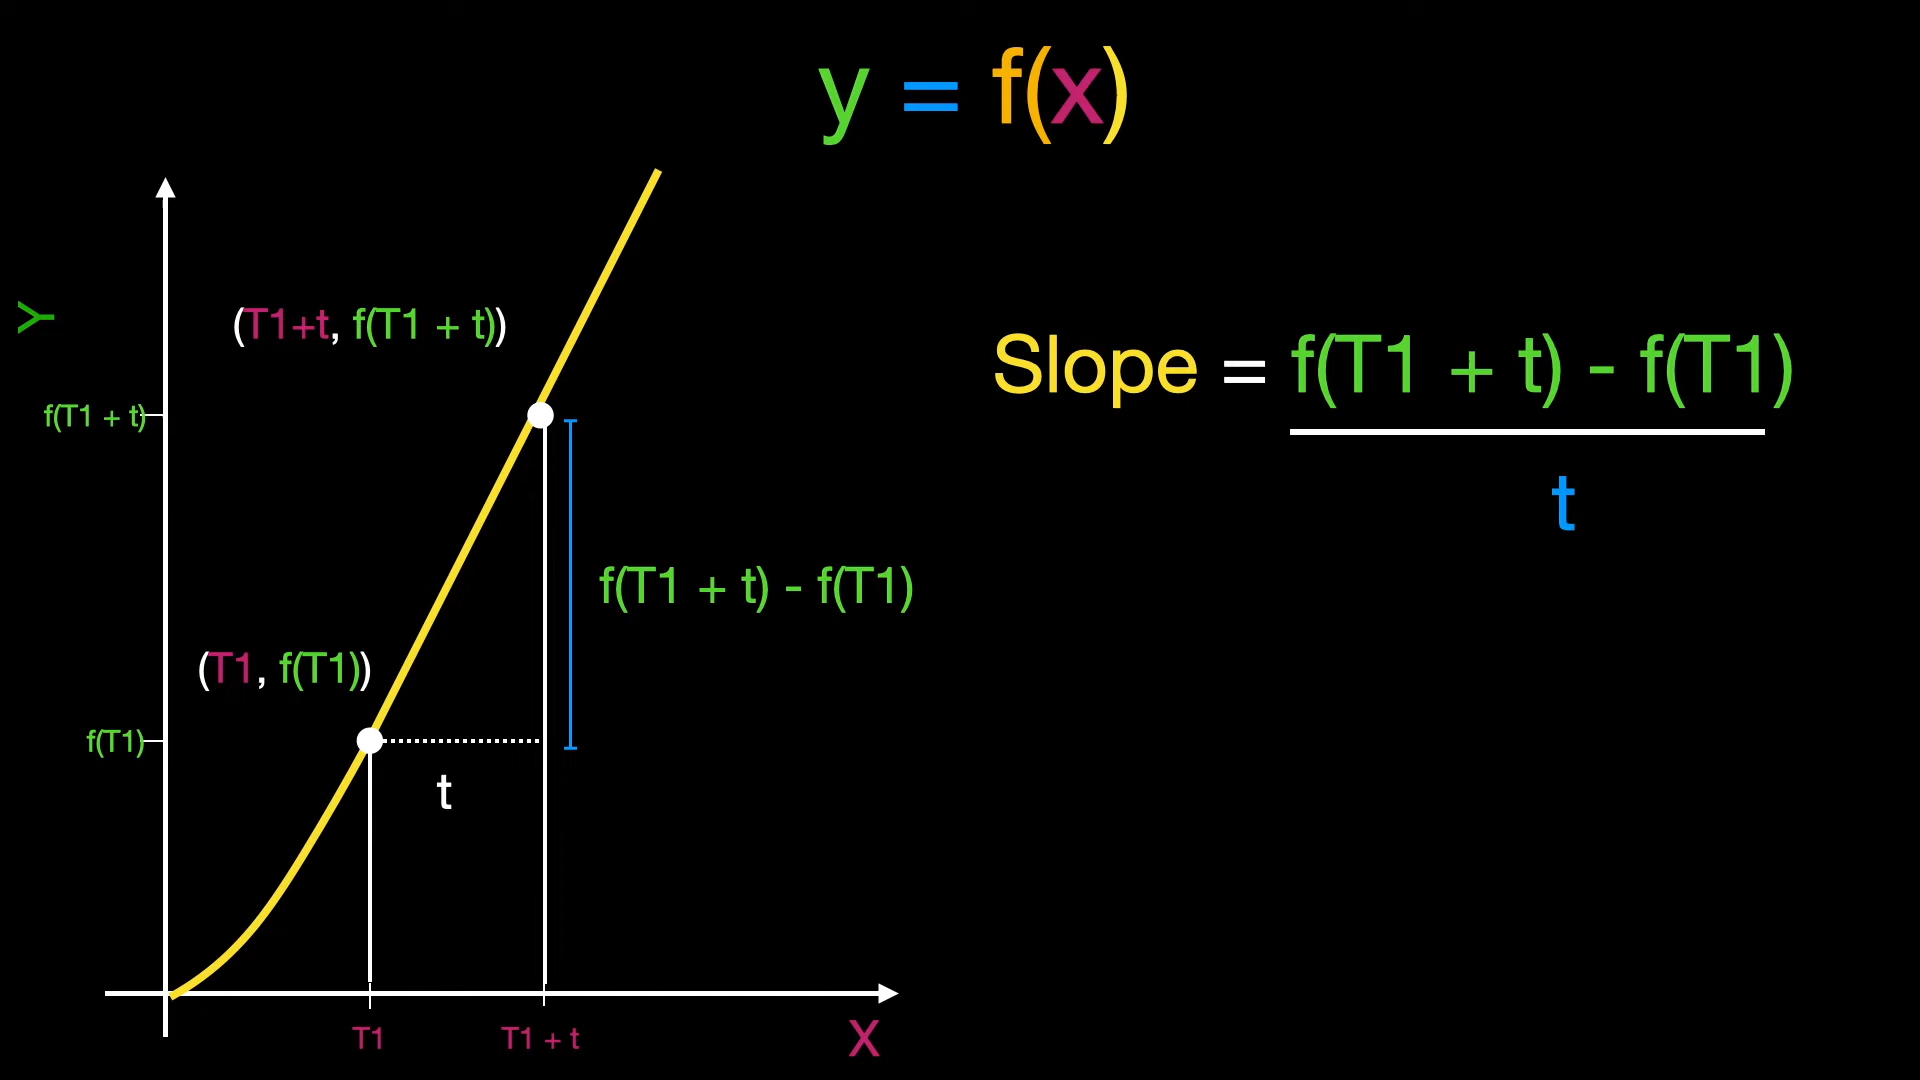 y = f(x)
Y
(T1+t, f(T1 + t))
Slope = f(T1 + t) - f(T1)
t
f(T1 + t)
f(T1 + t) - f(T1)
(T1, f(T1))
f(T1)
t
T1
T1 + t
X